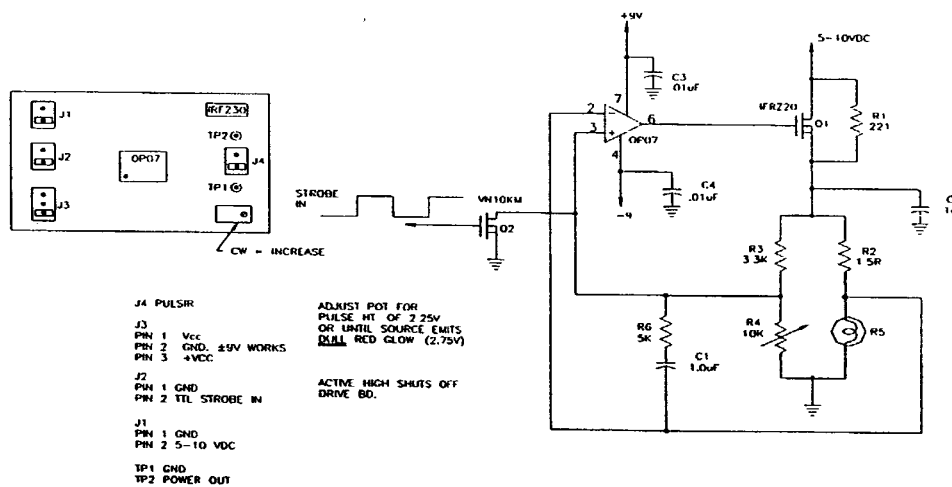 J1
J2
J3
OP07
IRF230
TP2
J4
TP1
CW = INCREASE
STROBE
IN
VN10KM
Q2
+9V
C3
.01uF
7
2
6
3
OP07
4
C4
.01uF
-9
5-10VDC
IFRZ20
Q1
R1
221
R3
3.3K
R2
1.5R
R6
5K
C1
1.0uF
R4
10K
R5
J4 PULSIR
J3
PIN 1 Vcc
PIN 2 GND. ±9V WORKS
PIN 3 +VCC
J2
PIN 1 GND
PIN 2 TTL STROBE IN
J1
PIN 1 GND
PIN 2 5-10 VDC
TP1 GND
TP2 POWER OUT
ADJUST POT FOR
PULSE HT OF 2.25V
OR UNTIL SOURCE EMITS
DULL RED GLOW (2.75V)
ACTIVE HIGH SHUTS OFF
DRIVE BD.